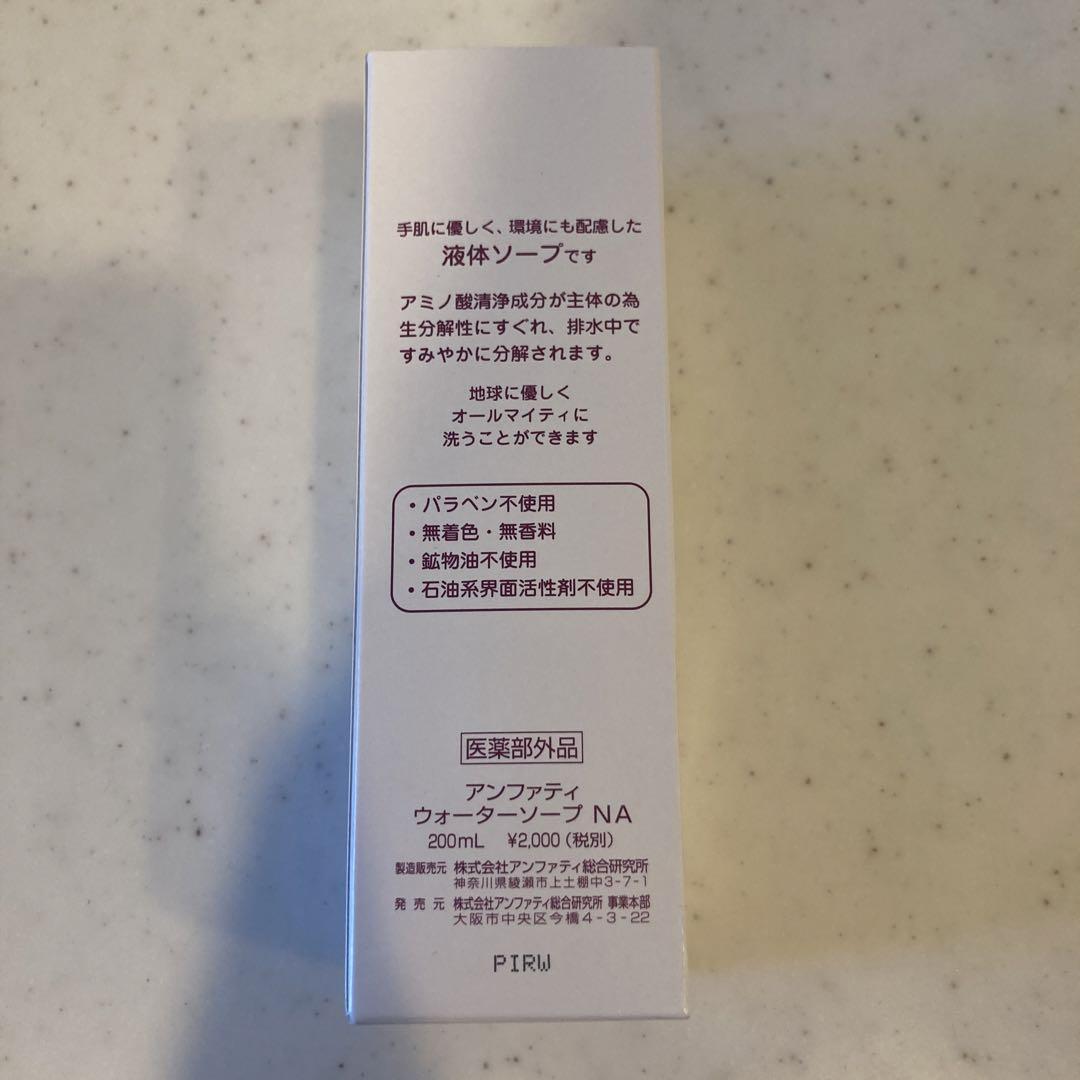 手肌に優しく、環境にも配慮した
液体ソープです
アミノ酸清浄成分が主体の為
生分解性にすぐれ、排水中で
すみやかに分解されます。
地球に優しく
オールマイティに
洗うことができます
・パラベン不使用
・無着色・無香料
・鉱物油不使用
・石油系界面活性剤不使用
医薬部外品
アンファティ
ウォーターソープ NA
200mL ¥2,000（税別）
製造販売元 株式会社アンファティ総合研究所
神奈川県綾瀬市上土棚中3-7-1
発売元 株式会社アンファティ総合研究所 事業本部
大阪市中央区今橋4-3-22
PIRW